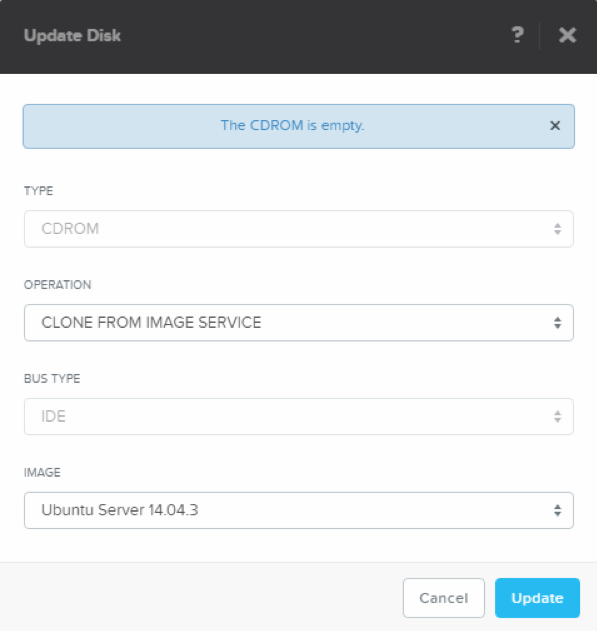 Update Disk ? ×
The CDROM is empty. ×
TYPE
CDROM
OPERATION
CLONE FROM IMAGE SERVICE
BUS TYPE
IDE
IMAGE
Ubuntu Server 14.04.3
Cancel Update